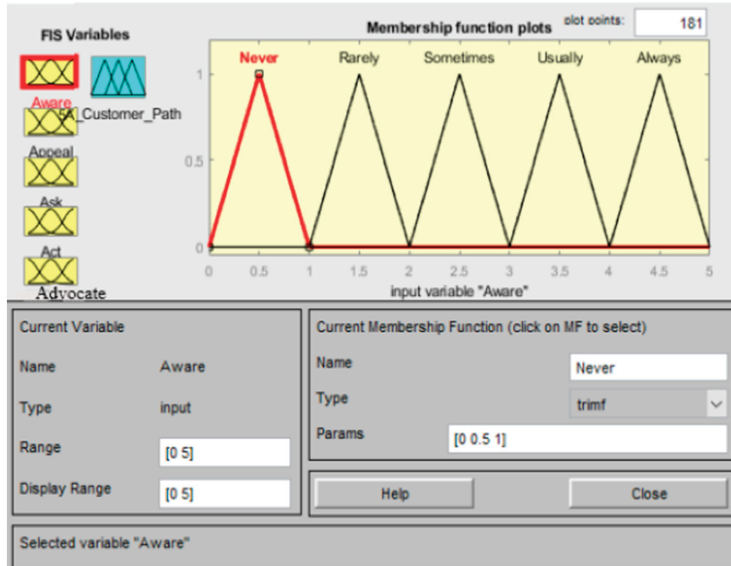 FIS Variables
Membership function plots
plot points:
181
Aware
5A_Customer_Path
Appeal
Ask
Act
Advocate
Never
Rarely
Sometimes
Usually
Always
1
0.5
0
0 0.5 1 1.5 2 2.5 3 3.5 4 4.5 5
input variable "Aware"
Current Variable
Name Aware
Type input
Range [0 5]
Display Range [0 5]
Current Membership Function (click on MF to select)
Name Never
Type trimf
Params [0 0.5 1]
Help
Close
Selected variable "Aware"